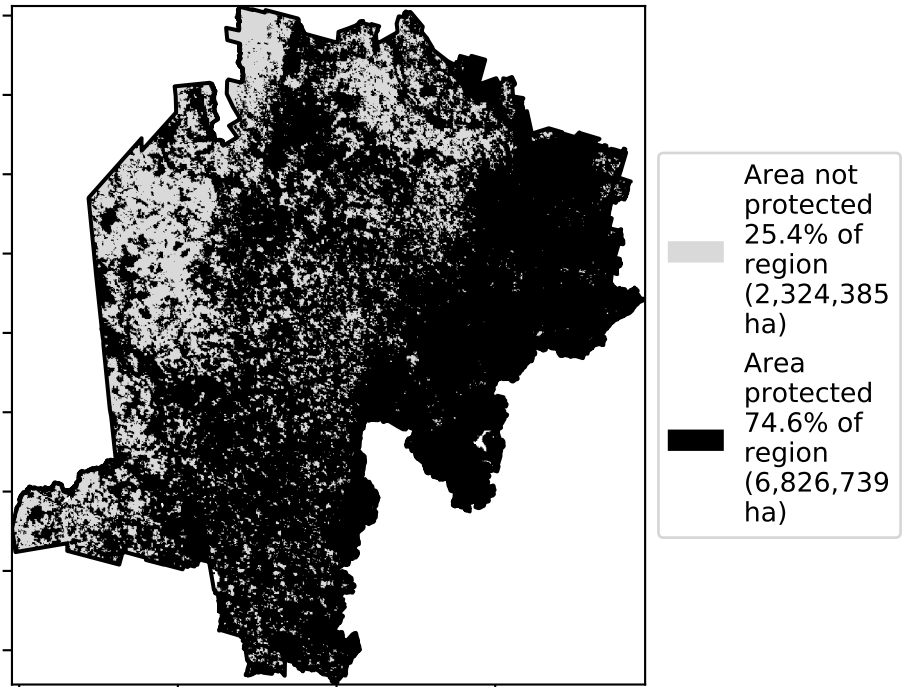 Area not
protected
25.4% of
region
(2,324,385
ha)
Area
protected
74.6% of
region
(6,826,739
ha)